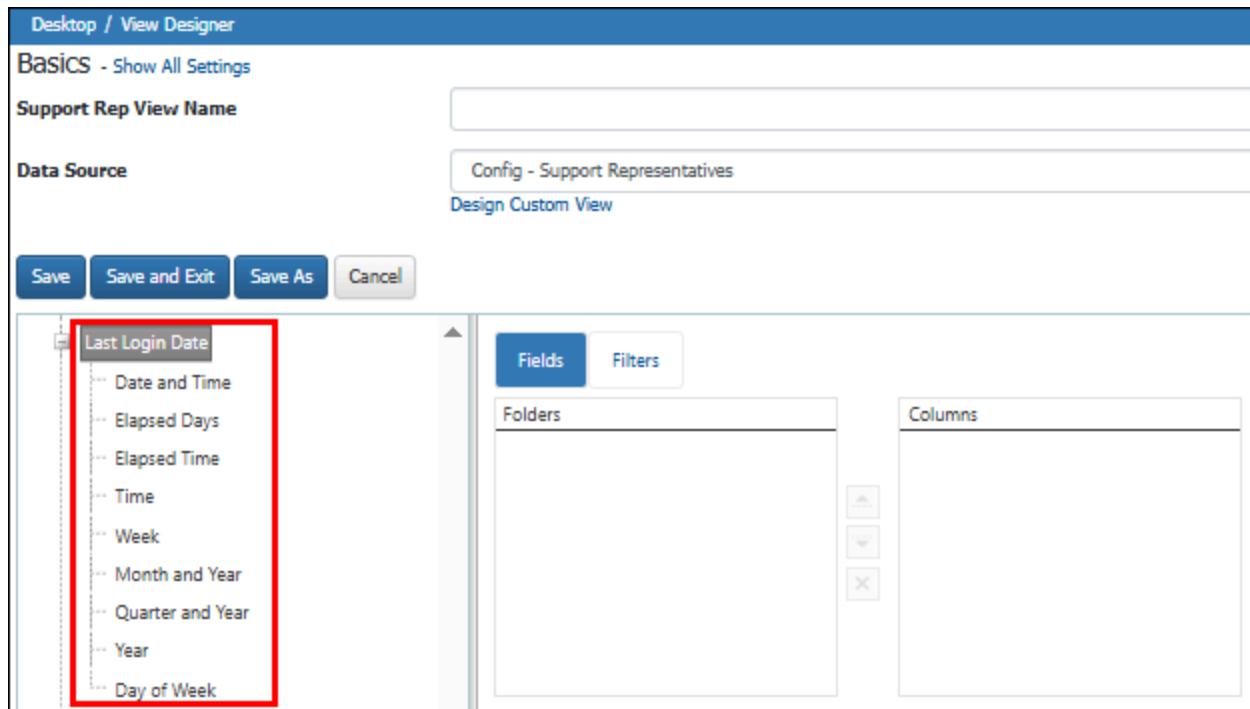 Desktop / View Designer
Basics - Show All Settings
Support Rep View Name
Data Source
Config - Support Representatives
Design Custom View
Save Save and Exit Save As Cancel
Last Login Date
Date and Time
Elapsed Days
Elapsed Time
Time
Week
Month and Year
Quarter and Year
Year
Day of Week
Fields Filters
Folders
Columns